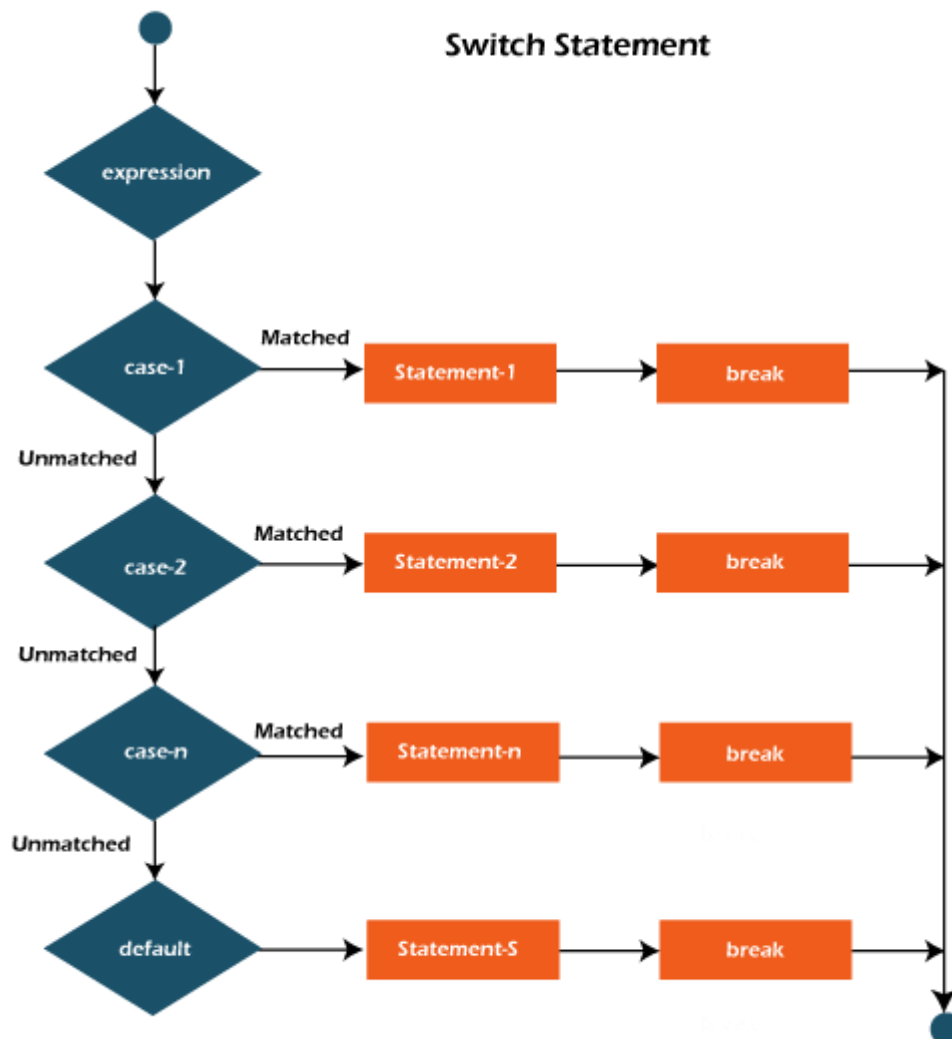 Switch Statement
expression
Matched
case-1
Statement-1
break
Unmatched
Matched
case-2
Statement-2
break
Unmatched
Matched
case-n
Statement-n
break
Unmatched
default
Statement-S
break